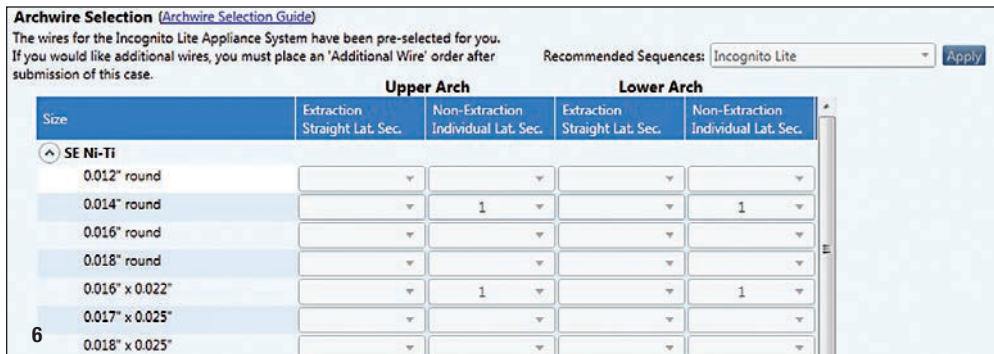 Archwire Selection (Archwire Selection Guide)
The wires for the Incognito Lite Appliance System have been pre-selected for you.
If you would like additional wires, you must place an 'Additional Wire' order after
submission of this case.
Recommended Sequences: Incognito Lite Apply
Upper Arch Lower Arch
Size Extraction Straight Lat. Sec. Non-Extraction Individual Lat. Sec. Extraction Straight Lat. Sec. Non-Extraction Individual Lat. Sec.
SE Ni-Ti
0.012" round
0.014" round 1 1
0.016" round
0.018" round
0.016" x 0.022" 1 1
0.017" x 0.025"
0.018" x 0.025"
6